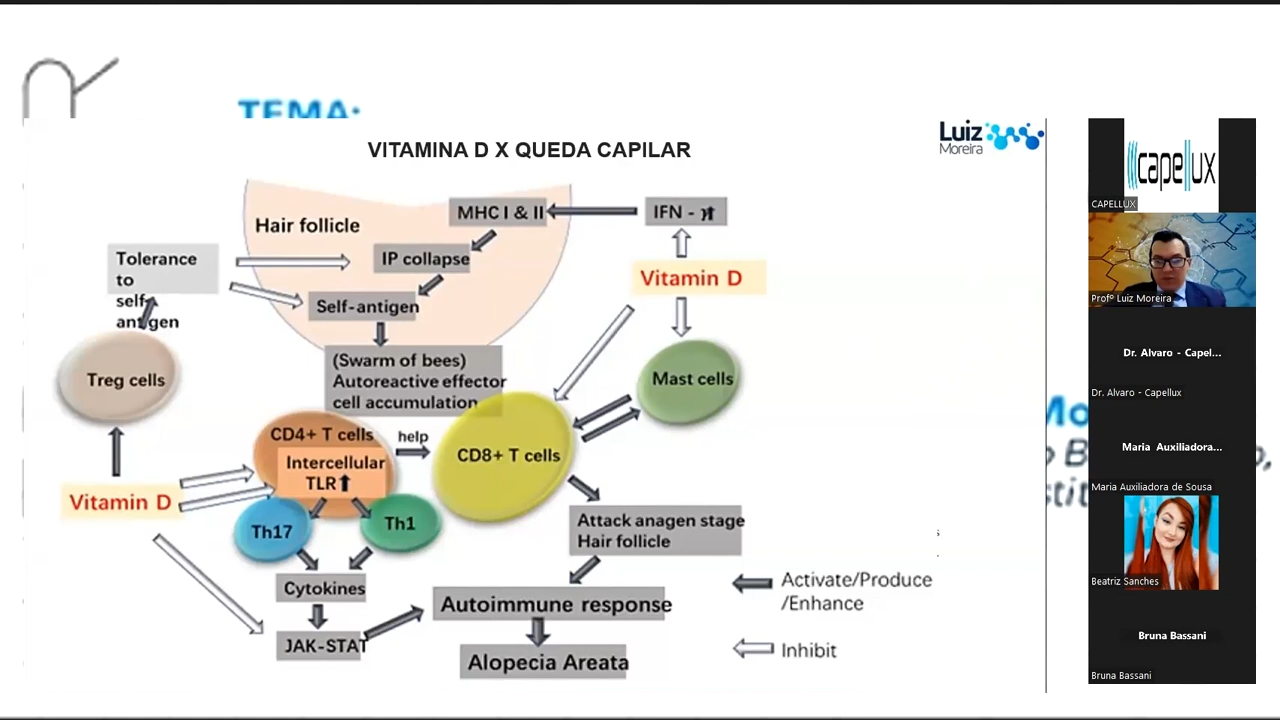 TEMA:
VITAMINA D X QUEDA CAPILAR
Luiz
Moreira
Hair follicle
MHC I & II
IFN - γ
IP collapse
Tolerance
to
self-
antigen
Self-antigen
Vitamin D
(Swarm of bees)
Autoreactive effector
cell accumulation
Treg cells
Mast cells
CD4+ T cells
help
CD8+ T cells
Intercellular
TLR
Vitamin D
Th17
Th1
Attack anagen stage
Hair follicle
Cytokines
Autoimmune response
JAK-STAT
Alopecia Areata
Activate/Produce
/Enhance
Inhibit
capellux
CAPELLUX
Profº Luiz Moreira
Dr. Alvaro - Capel...
Dr. Alvaro - Capellux
Maria Auxiliadora...
Maria Auxiliadora de Sousa
Beatriz Sanches
Bruna Bassani
Bruna Bassani